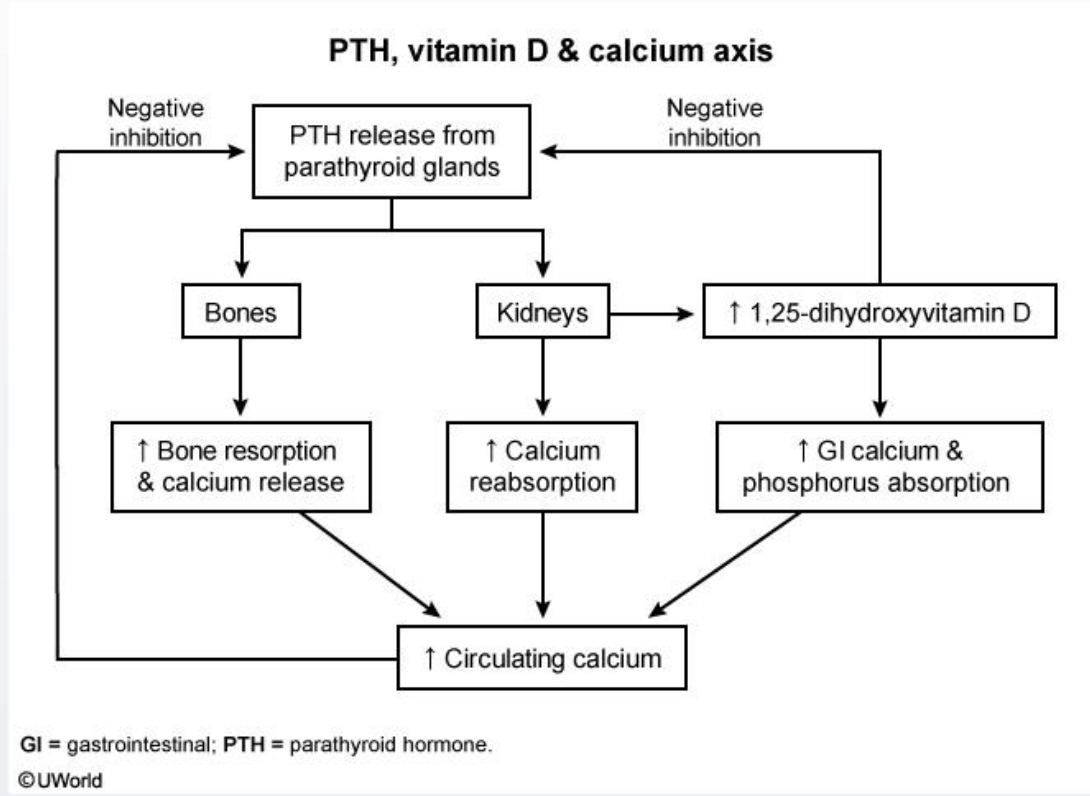 PTH, vitamin D & calcium axis
Negative
inhibition
PTH release from
parathyroid glands
Negative
inhibition
Bones
Kidneys
↑ 1,25-dihydroxyvitamin D
↑ Bone resorption
& calcium release
↑ Calcium
reabsorption
↑ GI calcium &
phosphorus absorption
↑ Circulating calcium
GI = gastrointestinal; PTH = parathyroid hormone.
©UWorld